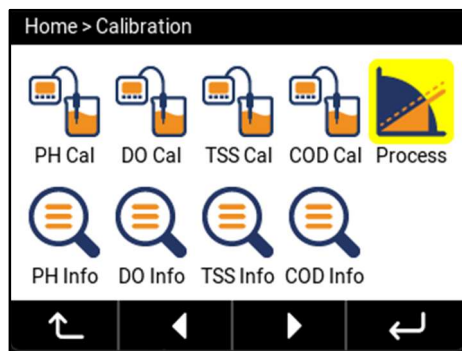 Home > Calibration
PH Cal DO Cal TSS Cal COD Cal Process
PH Info DO Info TSS Info COD Info